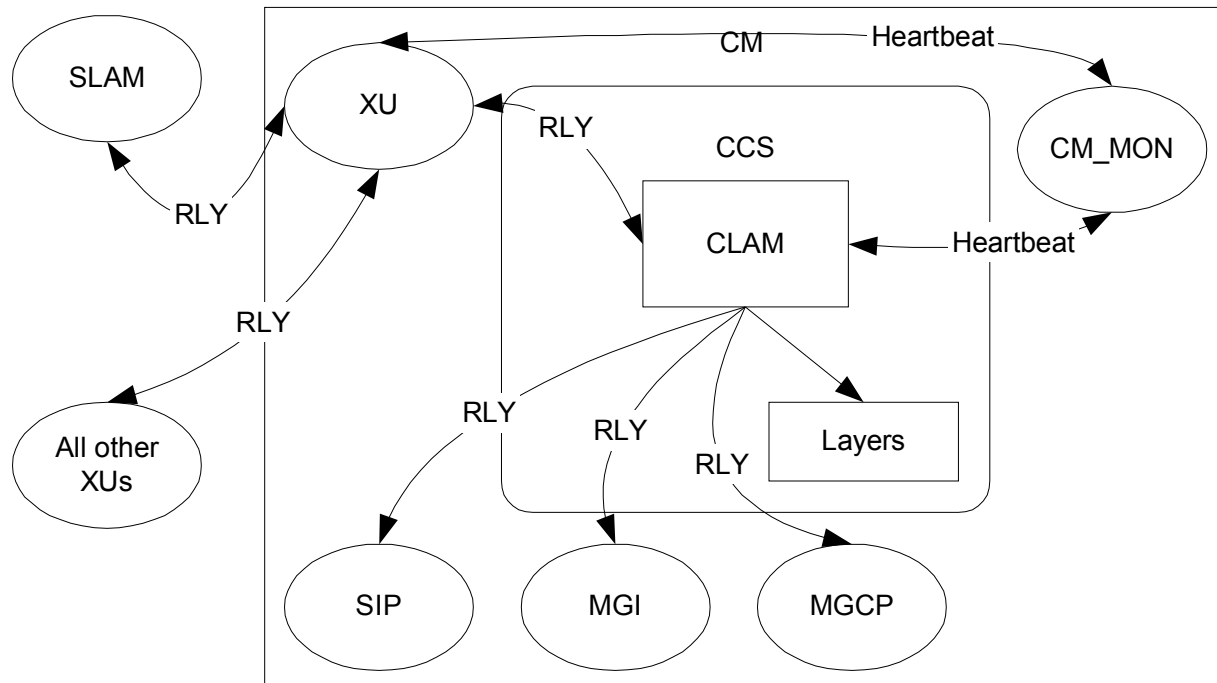 CM
Heartbeat
SLAM
XU
RLY
CCS
CM_MON
RLY
CLAM
Heartbeat
RLY
RLY
RLY
RLY
Layers
All other
XUs
SIP
MGI
MGCP